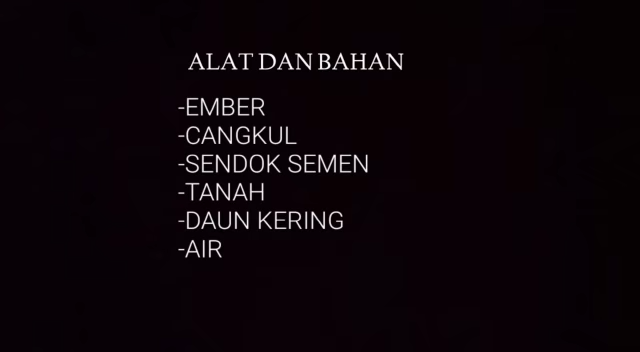 ALAT DAN BAHAN
-EMBER
-CANGKUL
-SENDOK SEMEN
-TANAH
-DAUN KERING
-AIR